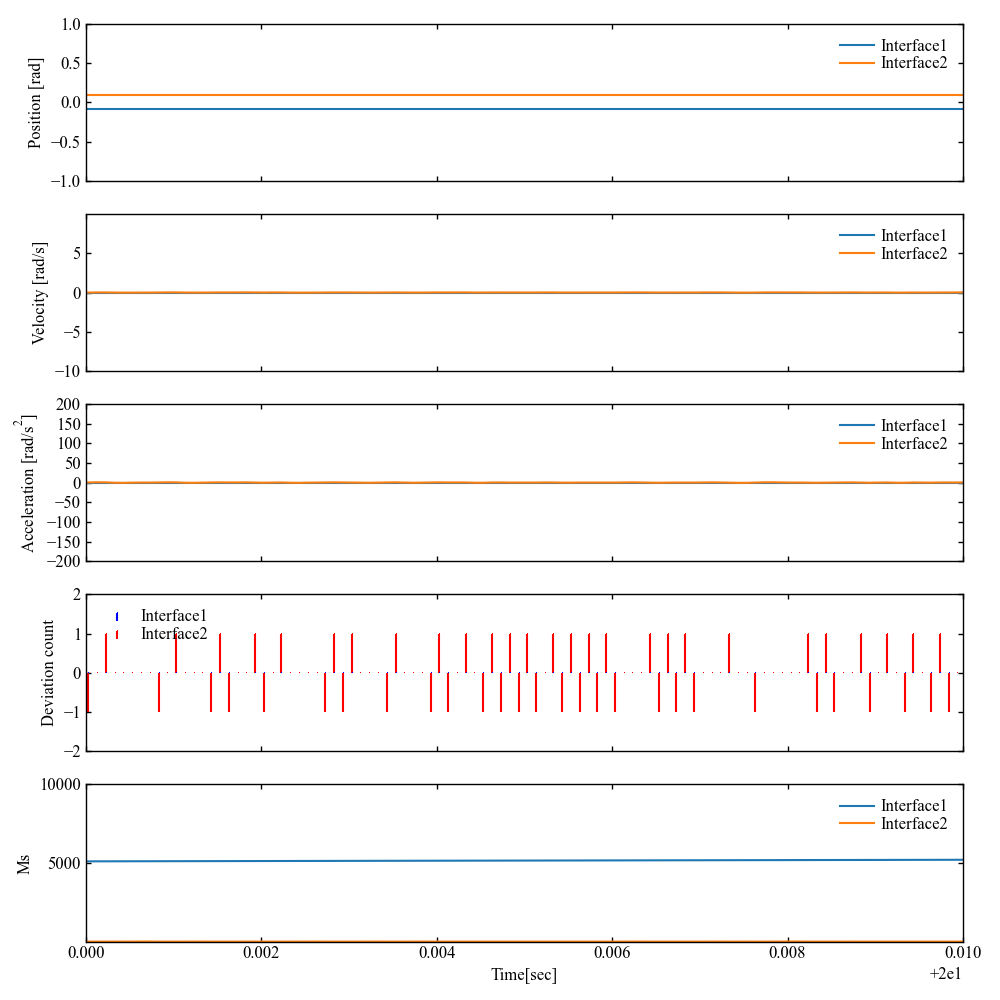 1.0
0.5
0.0
−0.5
−1.0
Position [rad]
Interface1
Interface2
5
0
−5
−10
Velocity [rad/s]
Interface1
Interface2
200
150
100
50
0
−50
−100
−150
−200
Acceleration [rad/s²]
Interface1
Interface2
2
1
0
−1
−2
Deviation count
Interface1
Interface2
10000
5000
Ms
Interface1
Interface2
0.000 0.002 0.004 0.006 0.008 0.010
Time[sec]
+2e1